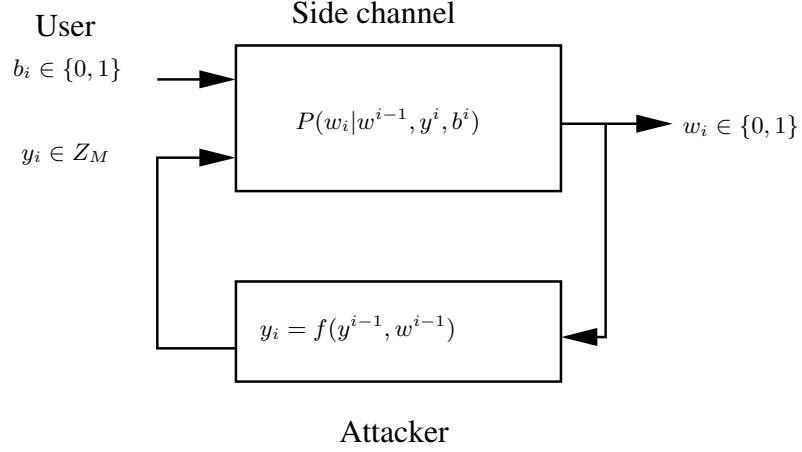 Side channel
User
b_i ∈ {0, 1}
P(w_i|w^{i−1}, y^i, b^i)
w_i ∈ {0, 1}
y_i ∈ Z_M
y_i = f(y^{i−1}, w^{i−1})
Attacker